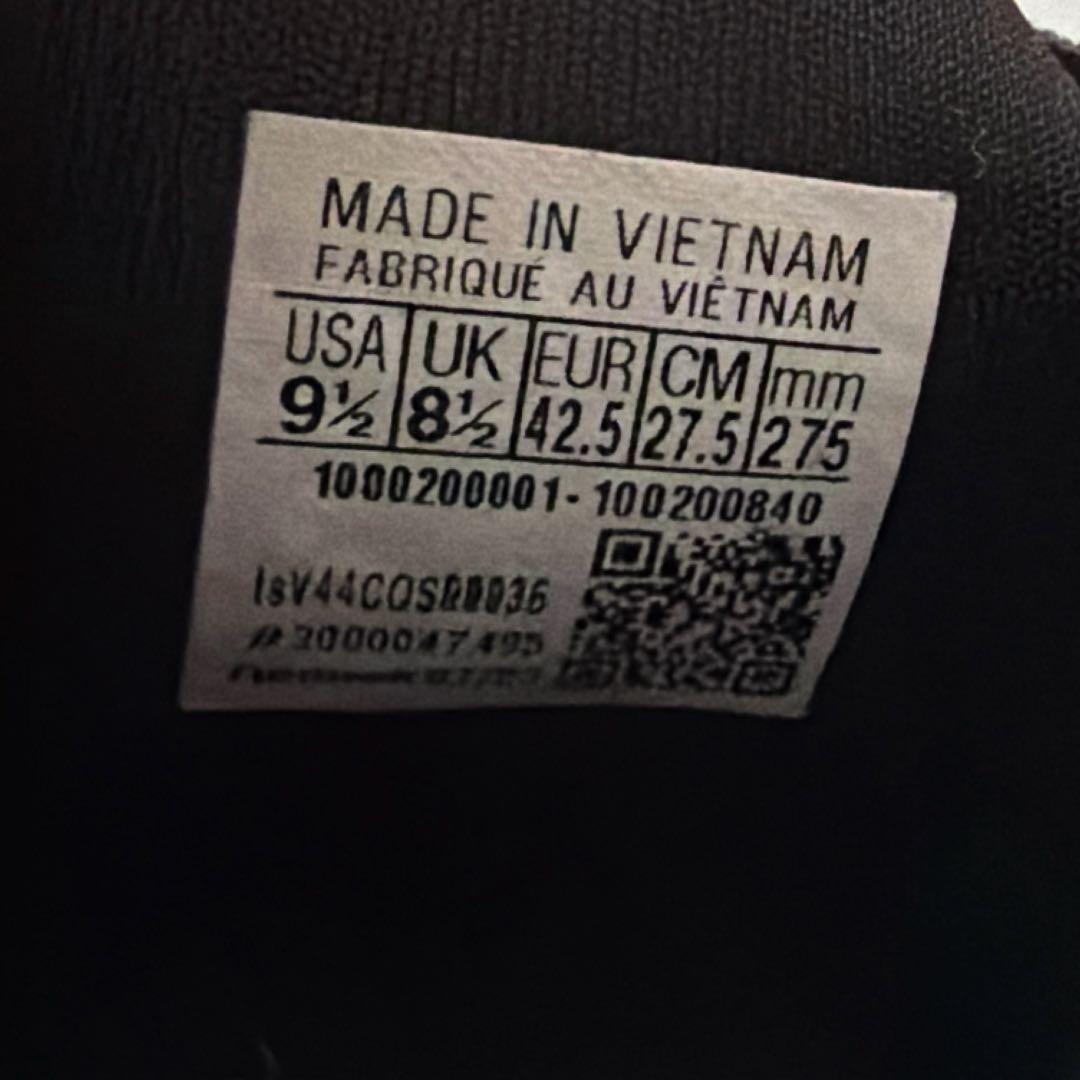 MADE IN VIETNAM
FABRIQUÉ AU VIÊTNAM
USA UK EUR CM mm
9½ 8½ 42.5 27.5 275
1000200001-100200840